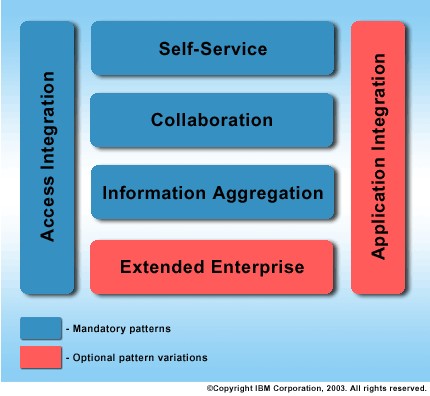 Access Integration
Self-Service
Collaboration
Information Aggregation
Extended Enterprise
Application Integration
- Mandatory patterns
- Optional pattern variations
©Copyright IBM Corporation, 2003. All rights reserved.